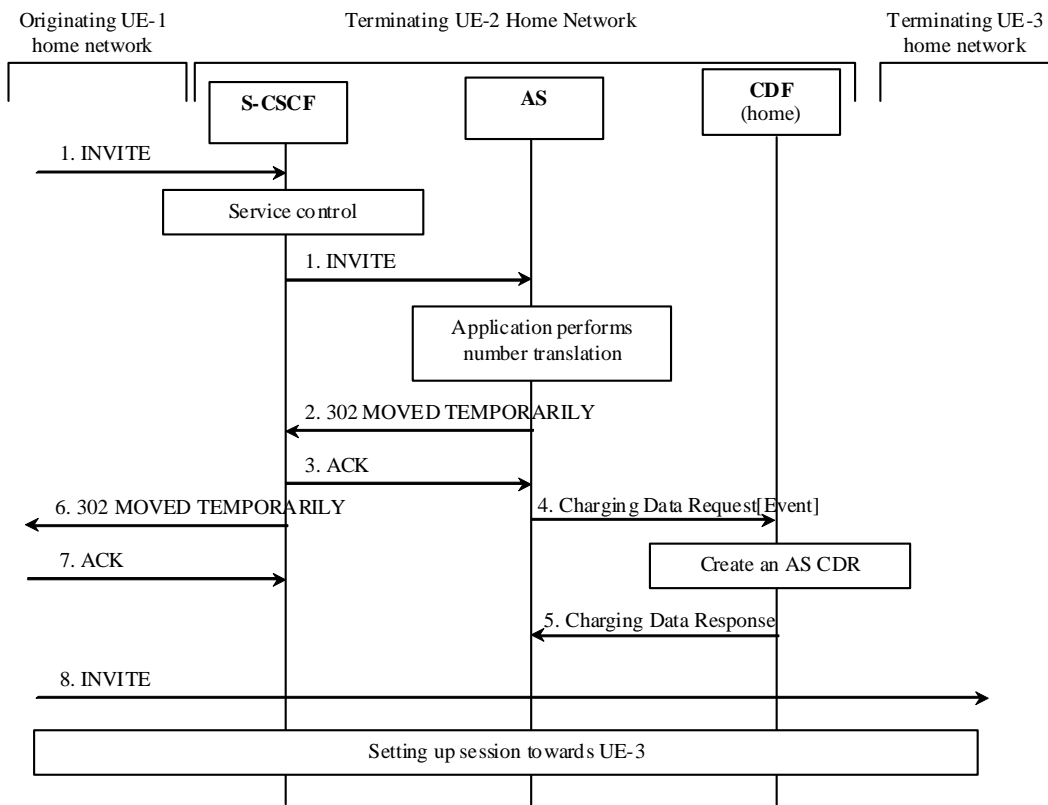 Originating UE-1
home network
Terminating UE-2 Home Network
Terminating UE-3
home network
S-CSCF
AS
CDF
(home)
1. INVITE
Service control
1. INVITE
Application performs
number translation
2. 302 MOVED TEMPORARILY
3. ACK
6. 302 MOVED TEMPORARILY
4. Charging Data Request[Event]
7. ACK
Create an AS CDR
5. Charging Data Response
8. INVITE
Setting up session towards UE-3